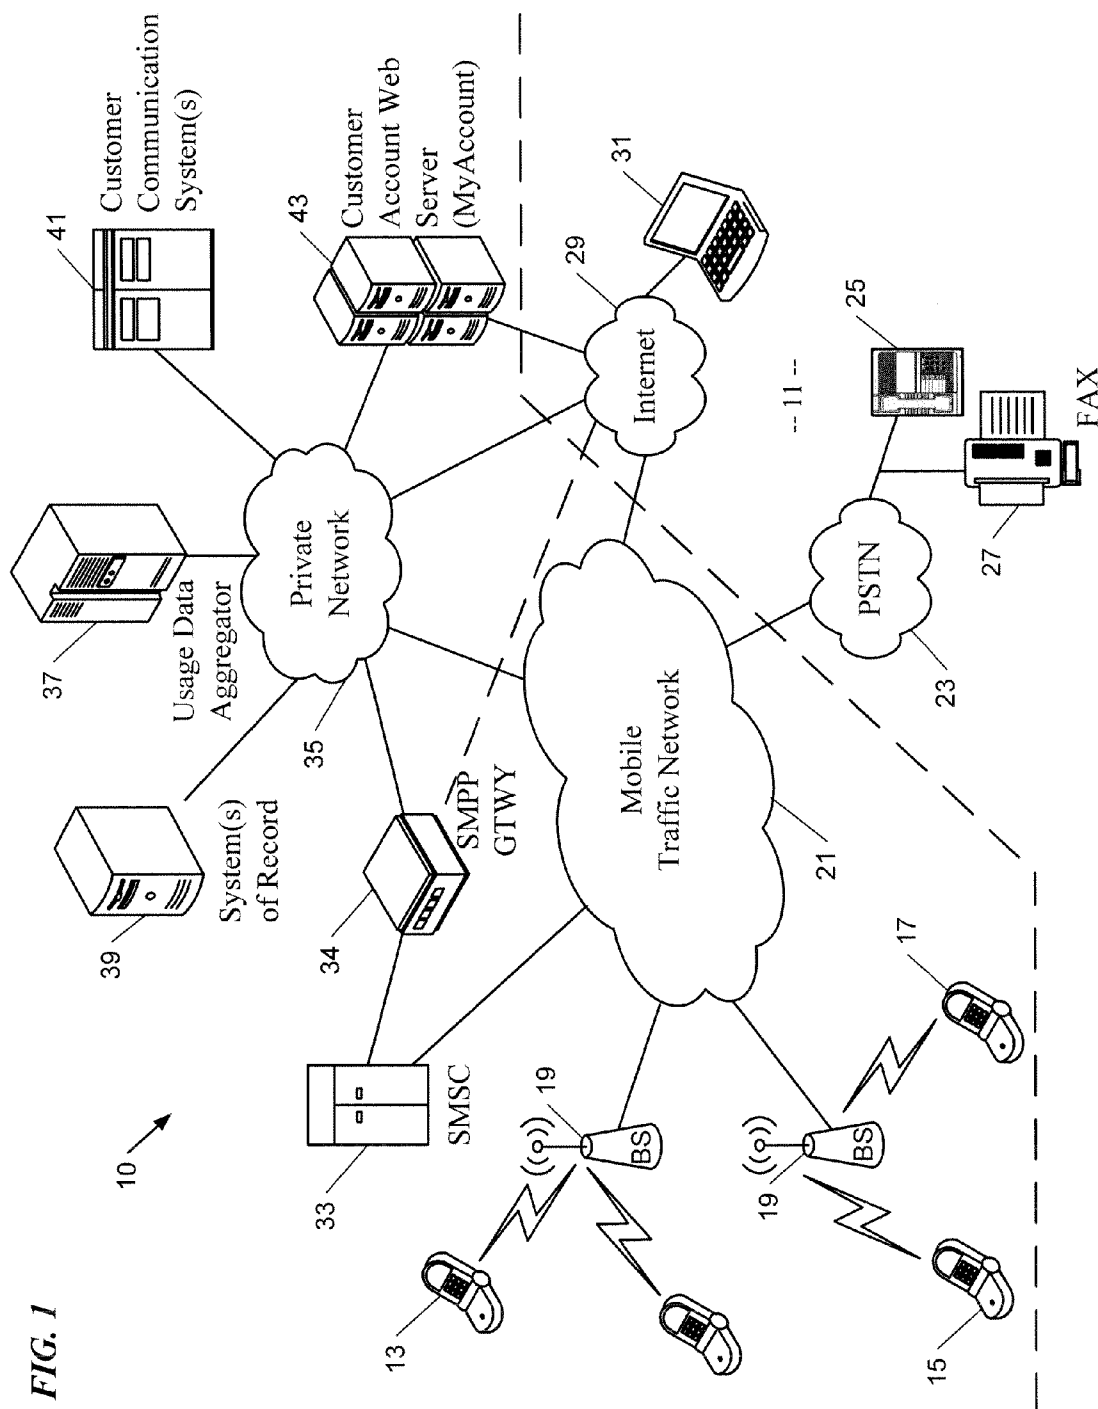 FIG. 1
10
39
System(s)
of Record
37
Usage Data
Aggregator
41
Customer
Communication
System(s)
43
Customer
Account Web
Server
(MyAccount)
35
Private
Network
34
SMPP
GTWY
33
SMSC
29
Internet
31
-- 11 --
25
27
FAX
PSTN
23
Mobile
Traffic Network
21
19
BS
19
BS
13
15
17